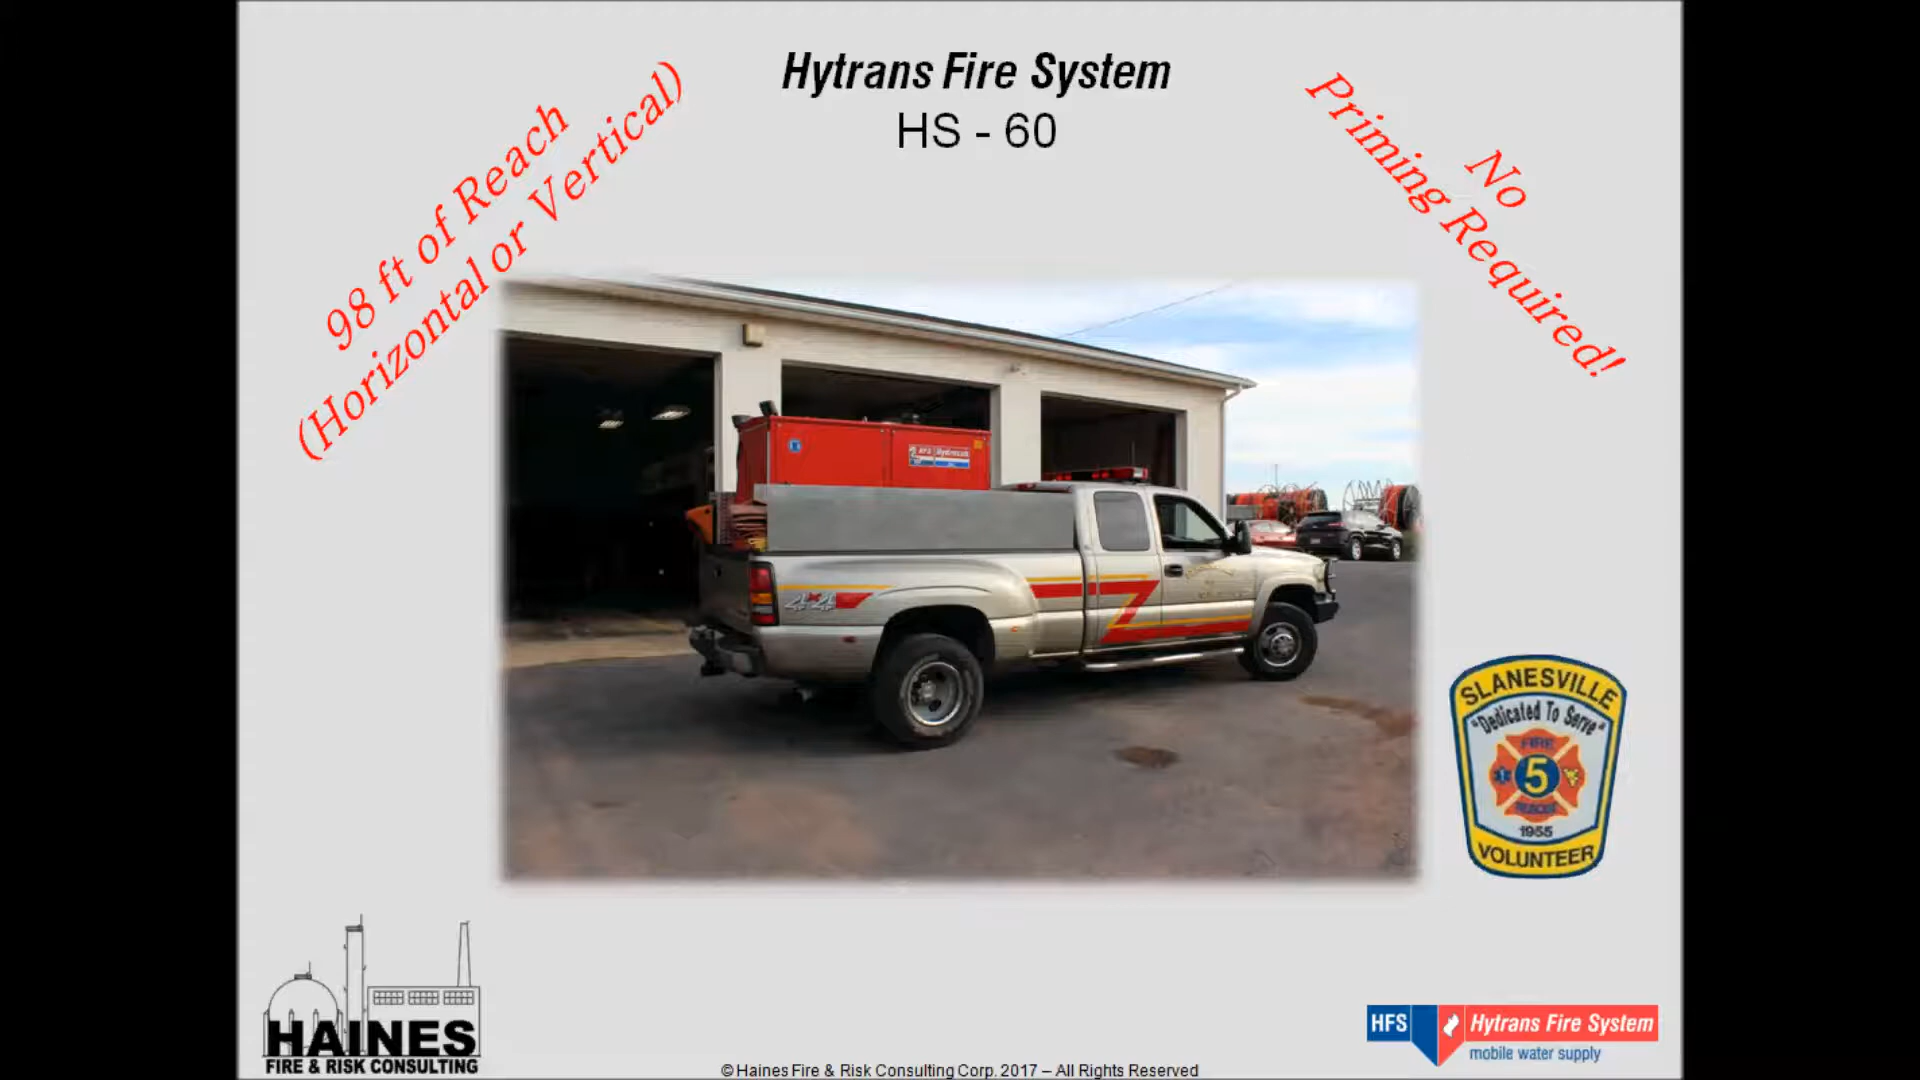 Hytrans Fire System
HS - 60
98 ft of Reach
(Horizontal or Vertical)
No
Priming Required!
HFS Hydrosub
4x4
SLANESVILLE
"Dedicated To Serve"
FIRE
5
RESCUE
1955
VOLUNTEER
HAINES
FIRE & RISK CONSULTING
HFS Hytrans Fire System
mobile water supply
© Haines Fire & Risk Consulting Corp. 2017 – All Rights Reserved